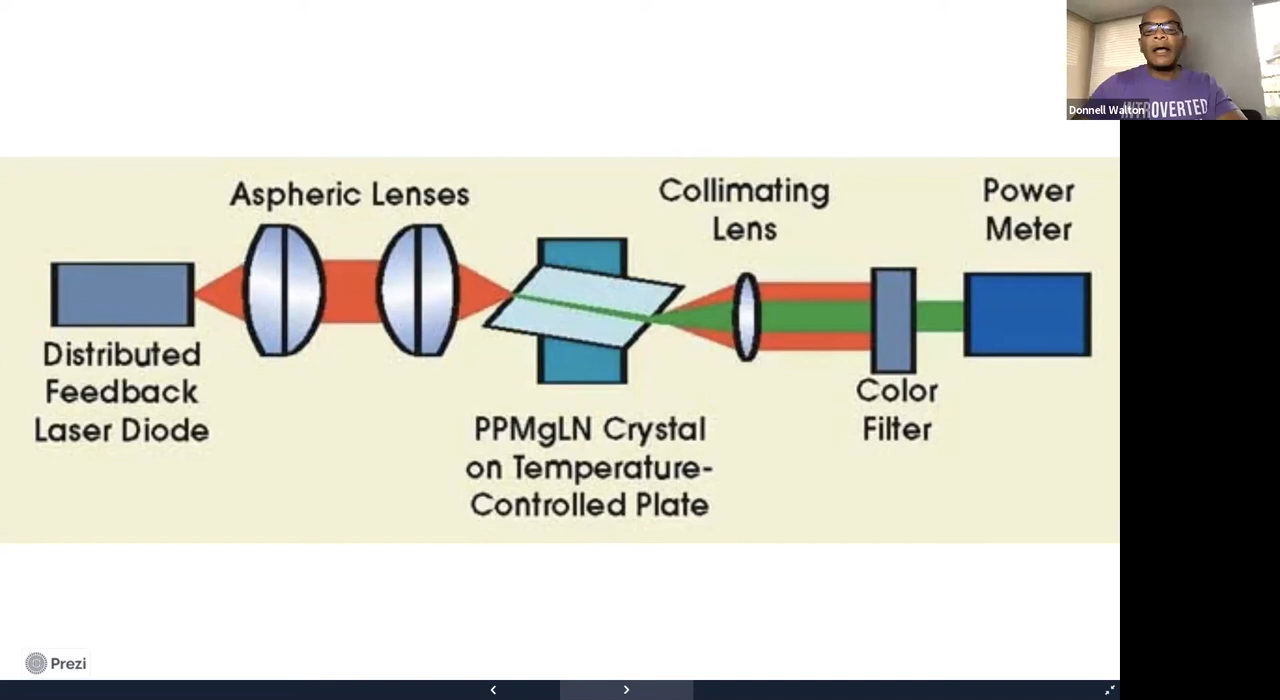 Donnell Walton
INTROVERTED
Aspheric Lenses
Collimating
Lens
Power
Meter
Distributed
Feedback
Laser Diode
PPMgLN Crystal
on Temperature-
Controlled Plate
Color
Filter
Prezi